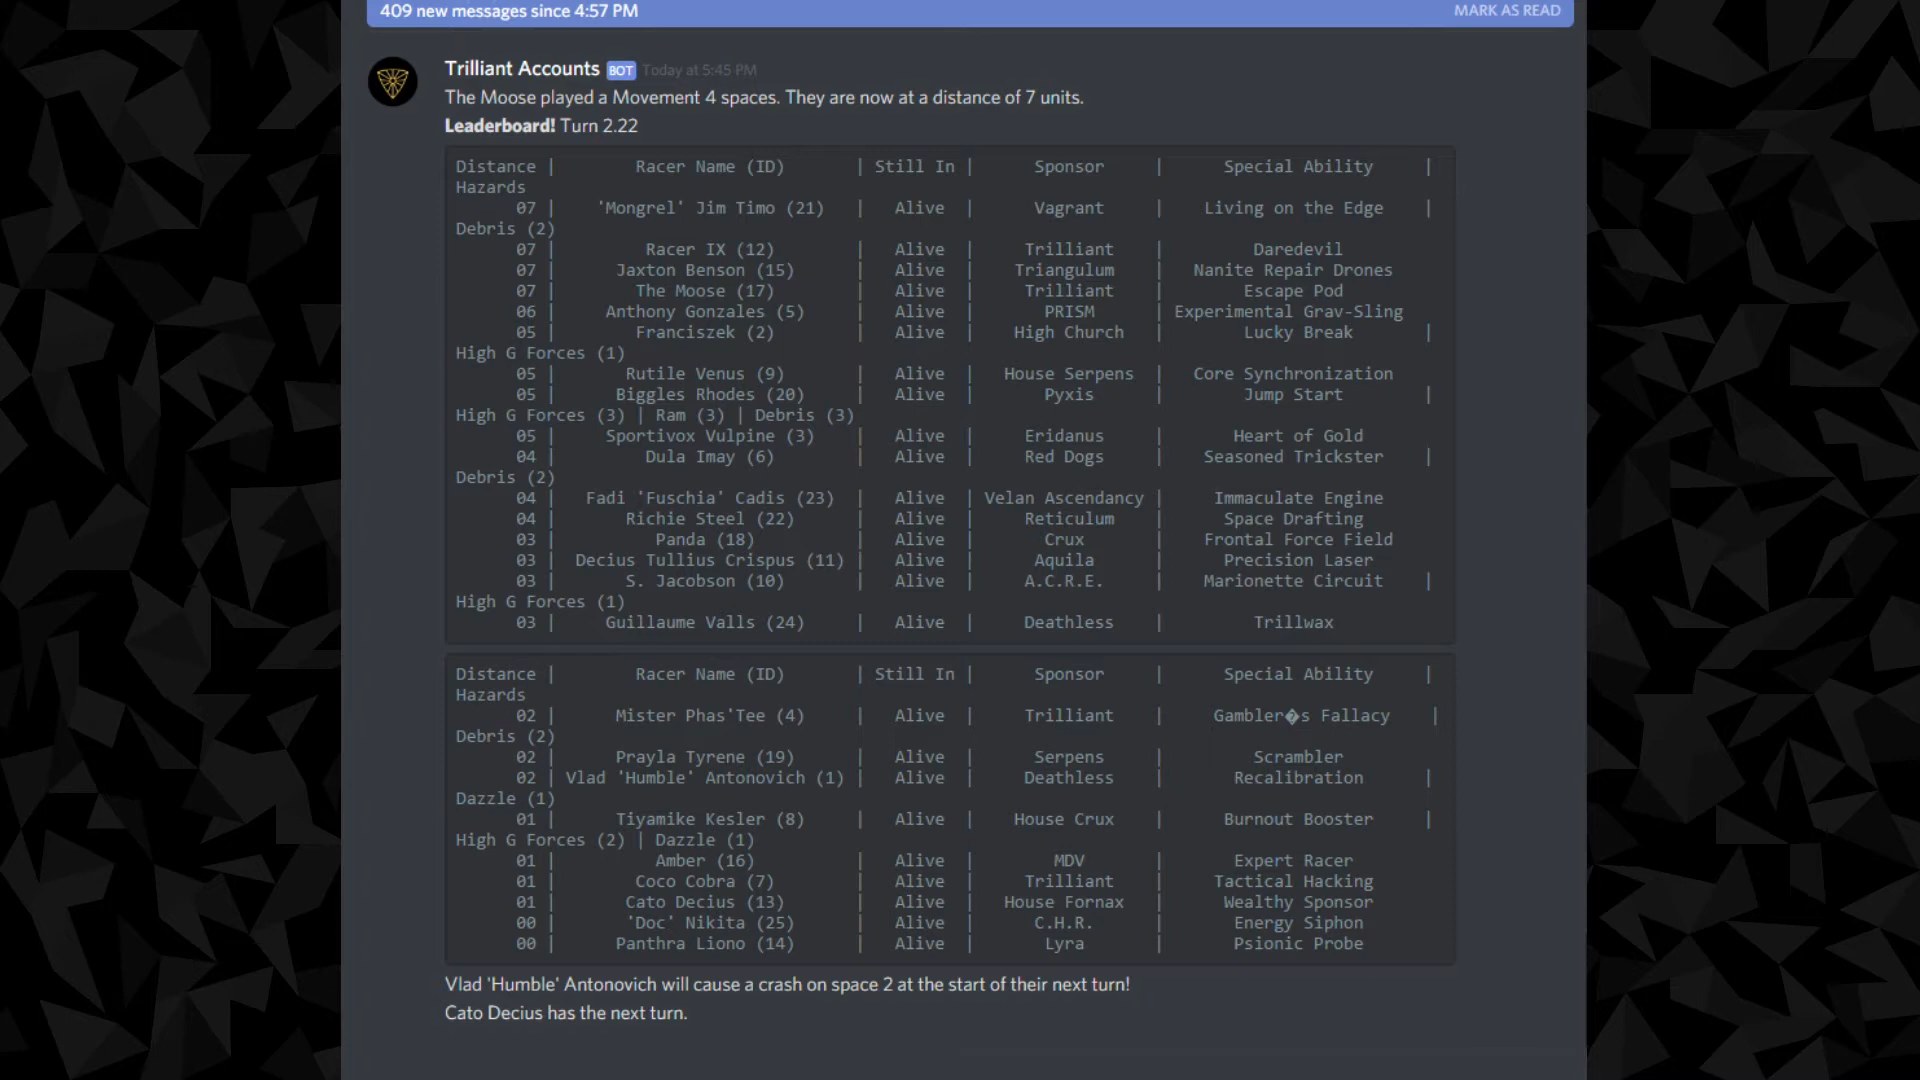 409 new messages since 4:57 PM MARK AS READ
Trilliant Accounts BOT Today at 5:45 PM
The Moose played a Movement 4 spaces. They are now at a distance of 7 units.
Leaderboard! Turn 2.22
Distance | Racer Name (ID) | Still In | Sponsor | Special Ability |
Hazards
07 | 'Mongrel' Jim Timo (21) | Alive | Vagrant | Living on the Edge |
Debris (2)
07 | Racer IX (12) | Alive | Trilliant | Daredevil
07 | Jaxton Benson (15) | Alive | Triangulum | Nanite Repair Drones
07 | The Moose (17) | Alive | Trilliant | Escape Pod
06 | Anthony Gonzales (5) | Alive | PRISM | Experimental Grav-Sling
05 | Franciszek (2) | Alive | High Church | Lucky Break |
High G Forces (1)
05 | Rutile Venus (9) | Alive | House Serpens | Core Synchronization
05 | Biggles Rhodes (20) | Alive | Pyxis | Jump Start |
High G Forces (3) | Ram (3) | Debris (3)
05 | Sportivox Vulpine (3) | Alive | Eridanus | Heart of Gold
04 | Dula Imay (6) | Alive | Red Dogs | Seasoned Trickster |
Debris (2)
04 | Fadi 'Fuschia' Cadis (23) | Alive | Velan Ascendancy | Immaculate Engine
04 | Richie Steel (22) | Alive | Reticulum | Space Drafting
03 | Panda (18) | Alive | Crux | Frontal Force Field
03 | Decius Tullius Crispus (11) | Alive | Aquila | Precision Laser
03 | S. Jacobson (10) | Alive | A.C.R.E. | Marionette Circuit |
High G Forces (1)
03 | Guillaume Valls (24) | Alive | Deathless | Trillwax
Distance | Racer Name (ID) | Still In | Sponsor | Special Ability |
Hazards
02 | Mister Phas'Tee (4) | Alive | Trilliant | Gambler�s Fallacy |
Debris (2)
02 | Prayla Tyrene (19) | Alive | Serpens | Scrambler
02 | Vlad 'Humble' Antonovich (1) | Alive | Deathless | Recalibration |
Dazzle (1)
01 | Tiyamike Kesler (8) | Alive | House Crux | Burnout Booster |
High G Forces (2) | Dazzle (1)
01 | Amber (16) | Alive | MDV | Expert Racer
01 | Coco Cobra (7) | Alive | Trilliant | Tactical Hacking
01 | Cato Decius (13) | Alive | House Fornax | Wealthy Sponsor
00 | 'Doc' Nikita (25) | Alive | C.H.R. | Energy Siphon
00 | Panthra Liono (14) | Alive | Lyra | Psionic Probe
Vlad 'Humble' Antonovich will cause a crash on space 2 at the start of their next turn!
Cato Decius has the next turn.